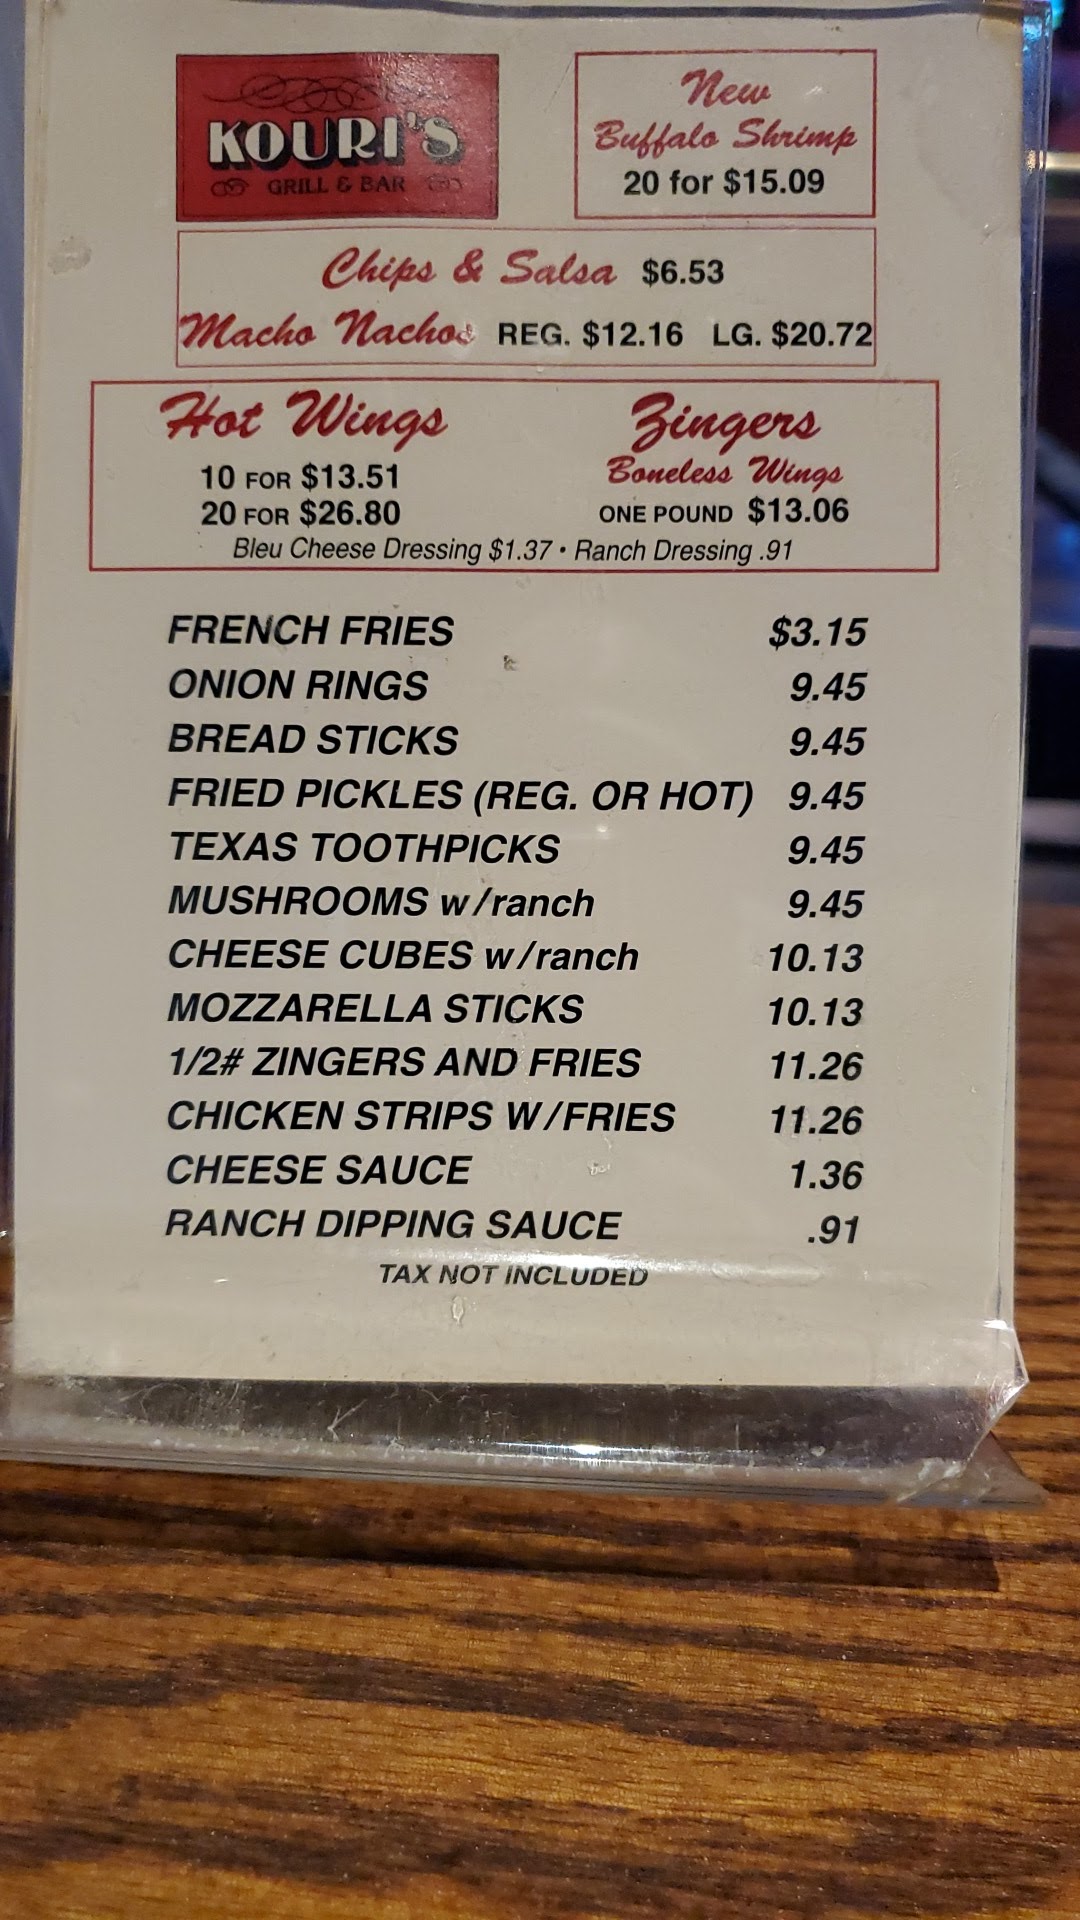 KOURI'S
GRILL & BAR
New
Buffalo Shrimp
20 for $15.09
Chips & Salsa $6.53
Macho Nachos REG. $12.16 LG. $20.72
Hot Wings
10 FOR $13.51
20 FOR $26.80
Zingers
Boneless Wings
ONE POUND $13.06
Bleu Cheese Dressing $1.37 • Ranch Dressing .91
FRENCH FRIES $3.15
ONION RINGS 9.45
BREAD STICKS 9.45
FRIED PICKLES (REG. OR HOT) 9.45
TEXAS TOOTHPICKS 9.45
MUSHROOMS w/ranch 9.45
CHEESE CUBES w/ranch 10.13
MOZZARELLA STICKS 10.13
1/2# ZINGERS AND FRIES 11.26
CHICKEN STRIPS W/FRIES 11.26
CHEESE SAUCE 1.36
RANCH DIPPING SAUCE .91
TAX NOT INCLUDED